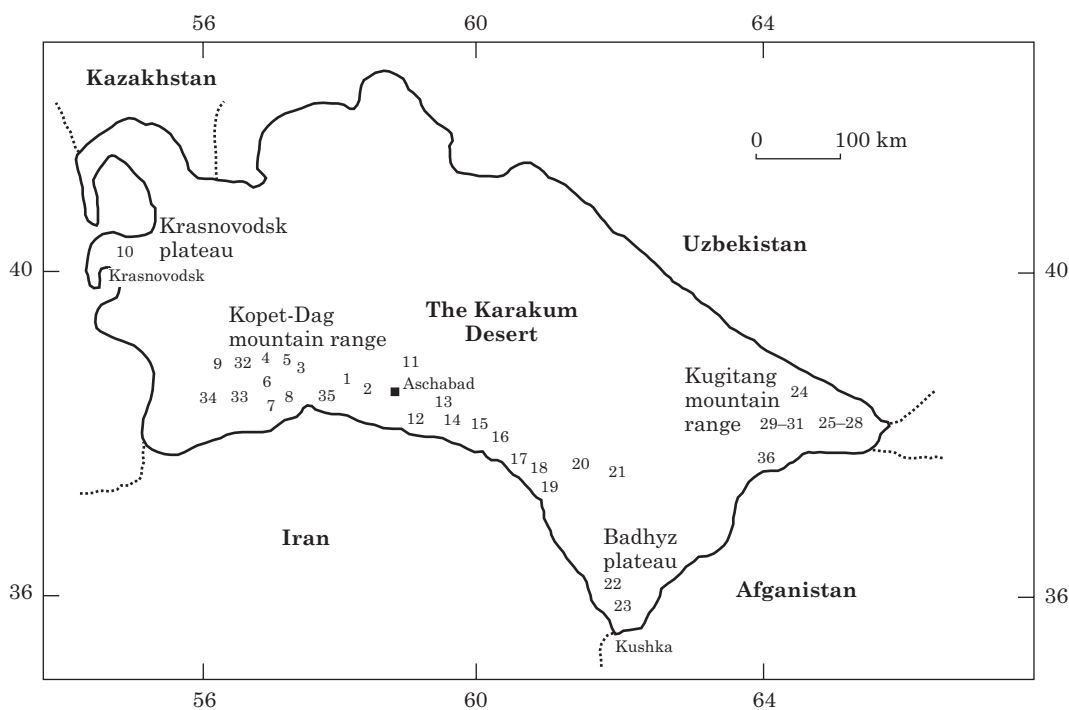 56 60 64
Kazakhstan
0 100 km
Krasnovodsk
plateau
Uzbekistan
10
40 40
Krasnovodsk
The Karakum
Desert
Kopet-Dag
mountain range
9 32 4 5 3 11
6 1 2 Aschabad
34 33 7 8 35 13
12 14 15
16
17 18 20 21
19
Kugitang
mountain
range
24
29–31 25–28
36
Iran
Badhyz
plateau
22
23
Afganistan
36 36
Kushka
56 60 64